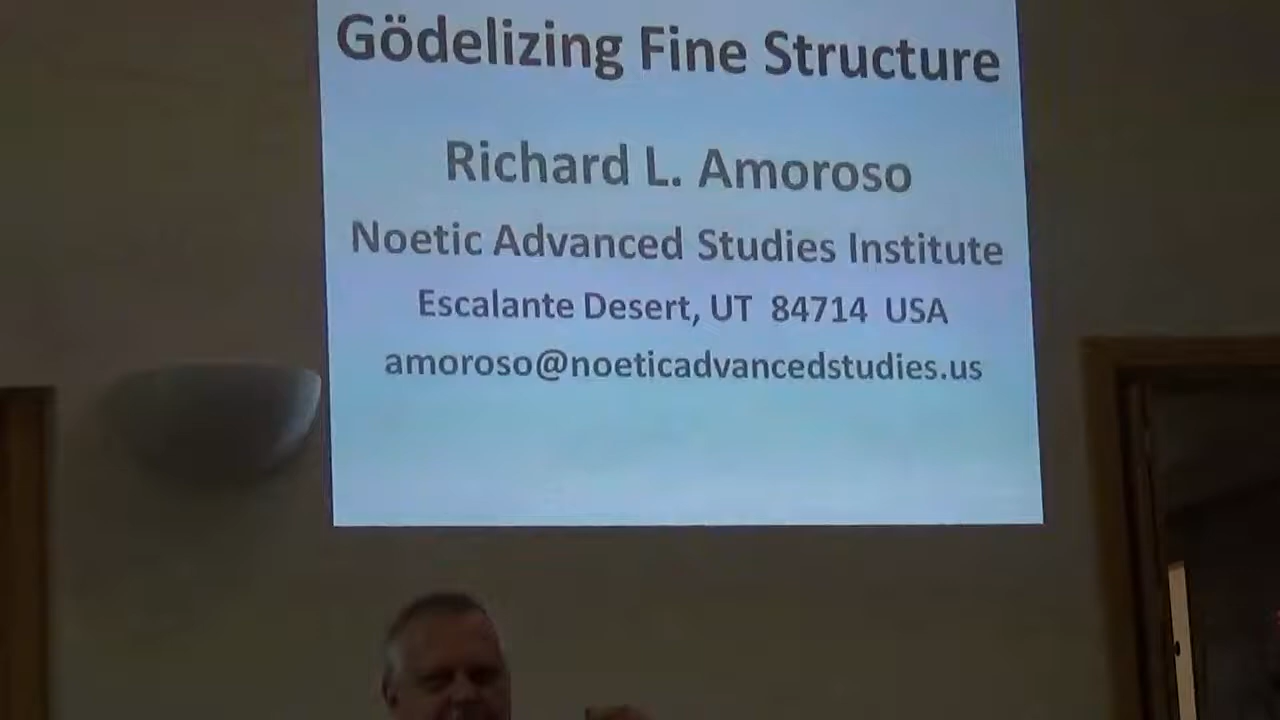 Gödelizing Fine Structure
Richard L. Amoroso
Noetic Advanced Studies Institute
Escalante Desert, UT 84714 USA
amoroso@noeticadvancedstudies.us